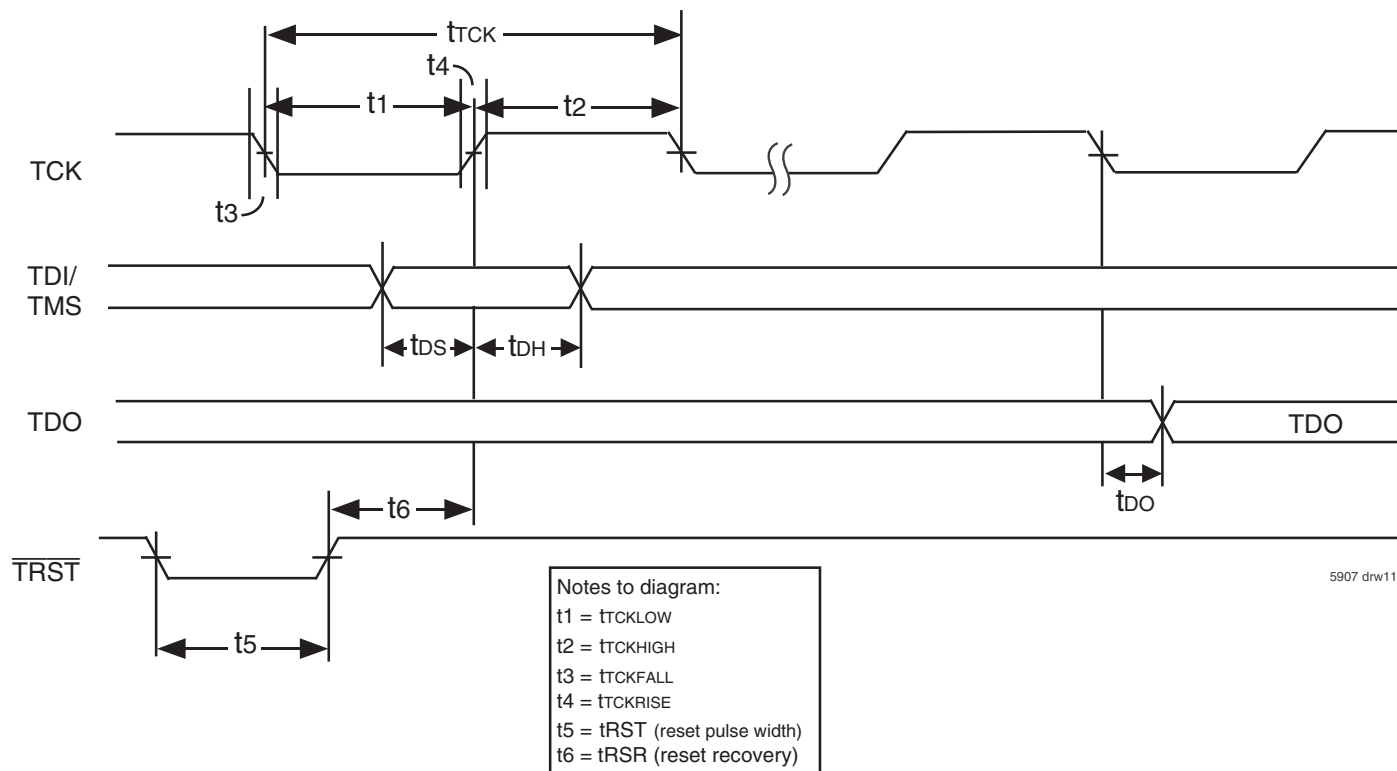 tTCK
t4
t1
t2
TCK
t3
TDI/
TMS
tDS
tDH
TDO
TDO
tDO
t6
TRST
5907 drw11
t5
Notes to diagram:
t1 = tTCKLOW
t2 = tTCKHIGH
t3 = tTCKFALL
t4 = tTCKRISE
t5 = tRST (reset pulse width)
t6 = tRSR (reset recovery)